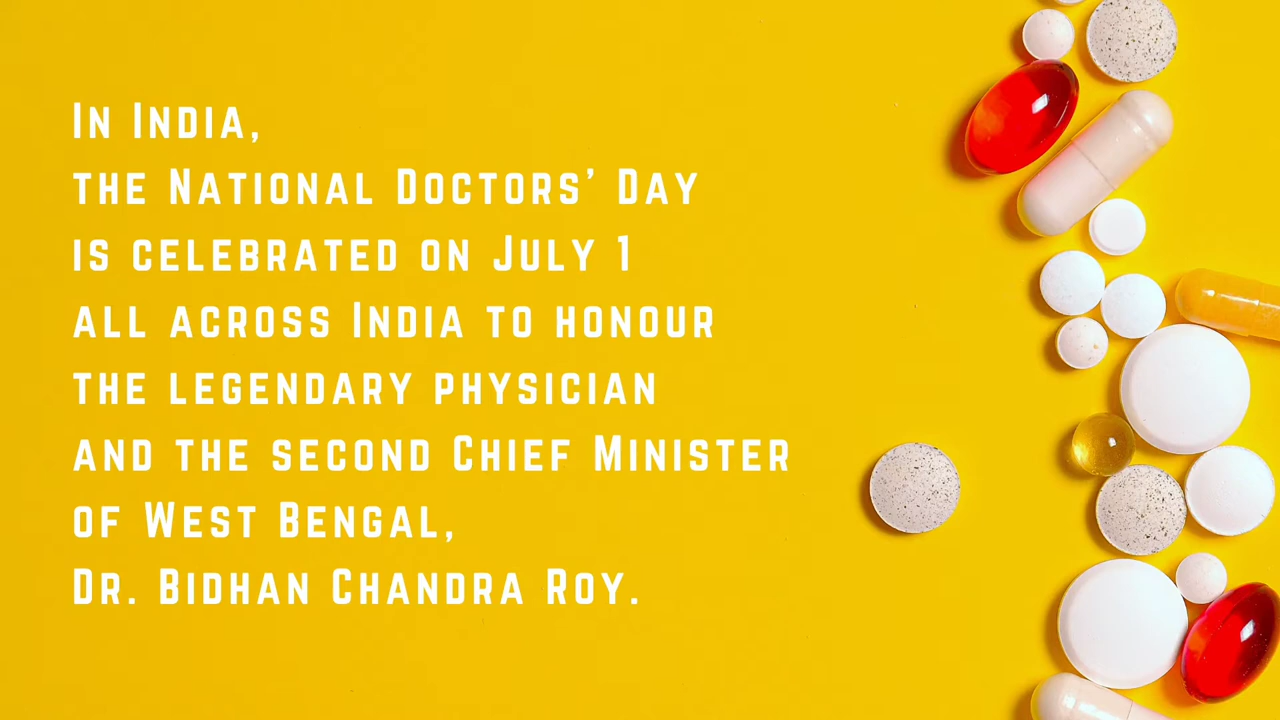 In India,
the National Doctors' Day
is celebrated on July 1
all across India to honour
the legendary physician
and the second Chief Minister
of West Bengal,
Dr. Bidhan Chandra Roy.